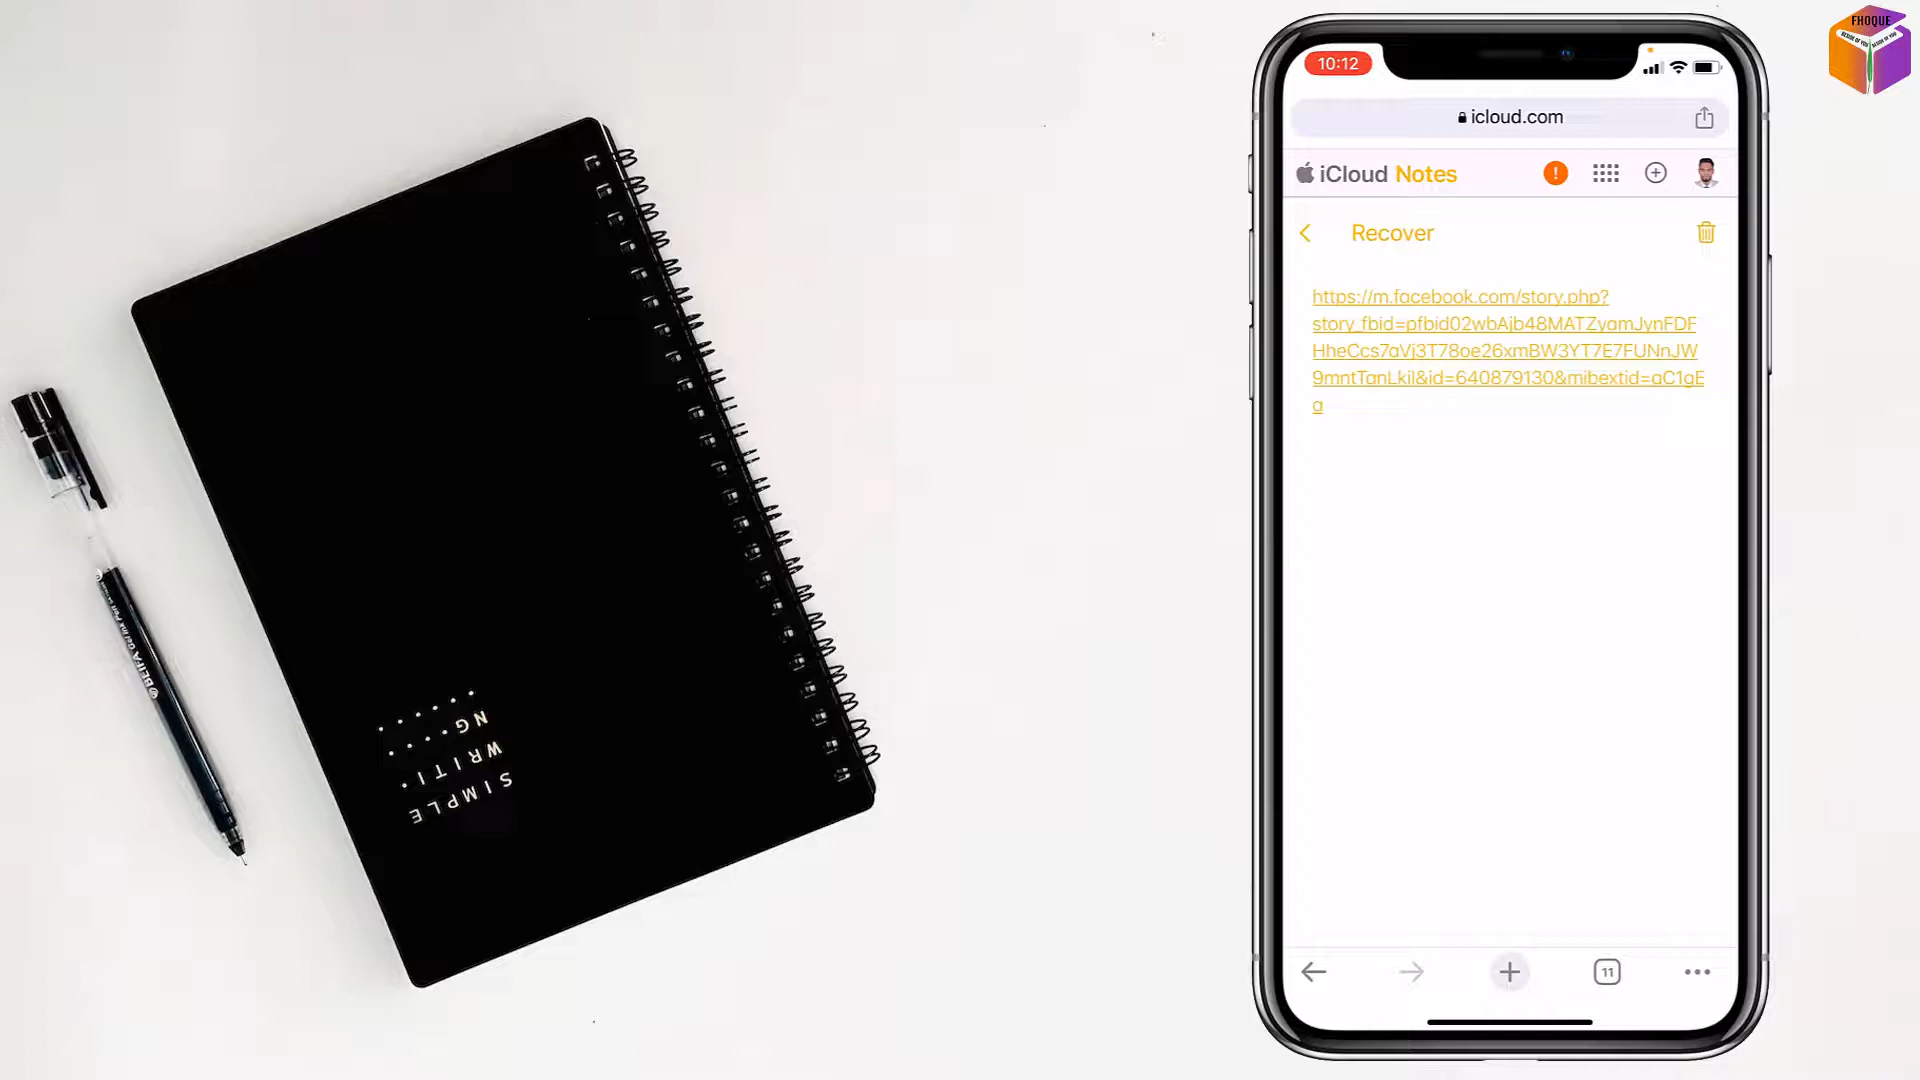 FHOQUE
10:12
icloud.com
iCloud Notes
Recover
https://m.facebook.com/story.php?
story_fbid=pfbid02wbAjb48MATZyamJynFDF
HheCcs7aVj3T78oe26xmBW3YT7E7FUNnJW
9mntTanLkil&id=640879130&mibextid=aC1gE
a
11
SIMPLE
WRITI
NG